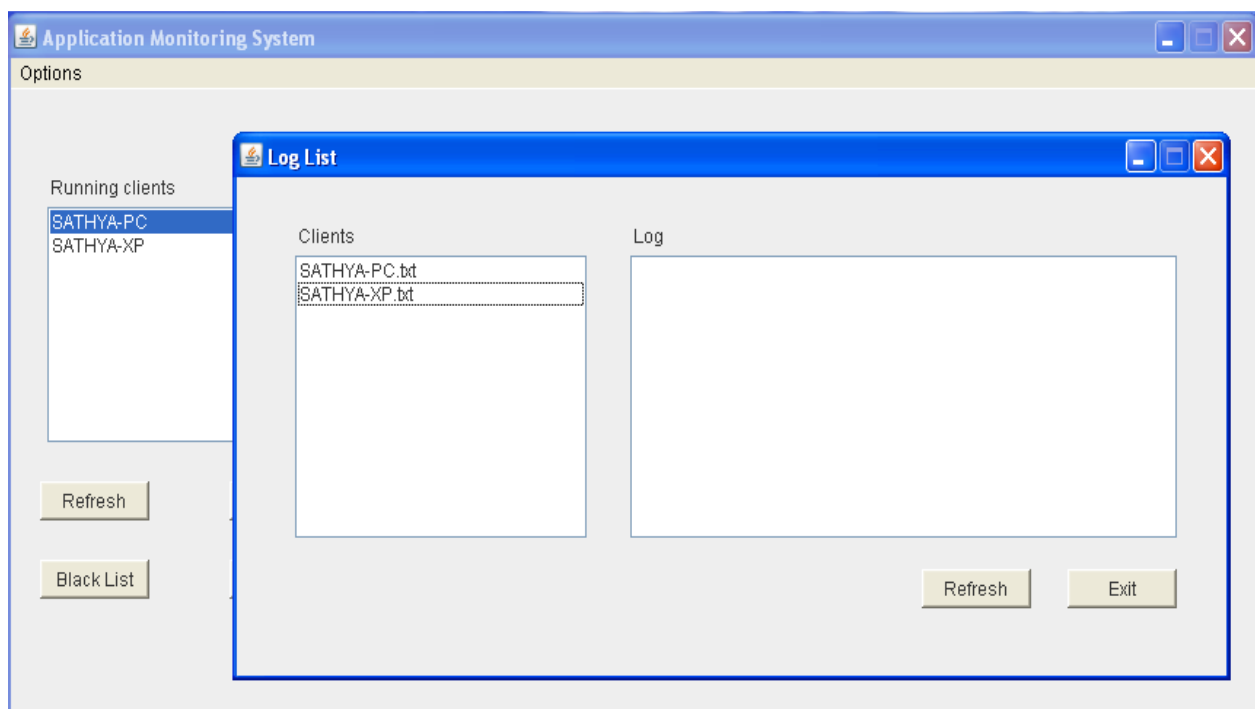 Application Monitoring System
Options
Running clients
SATHYA-PC
SATHYA-XP
Refresh
Black List
Log List
Clients
SATHYA-PC.txt
SATHYA-XP.txt
Log
Refresh
Exit